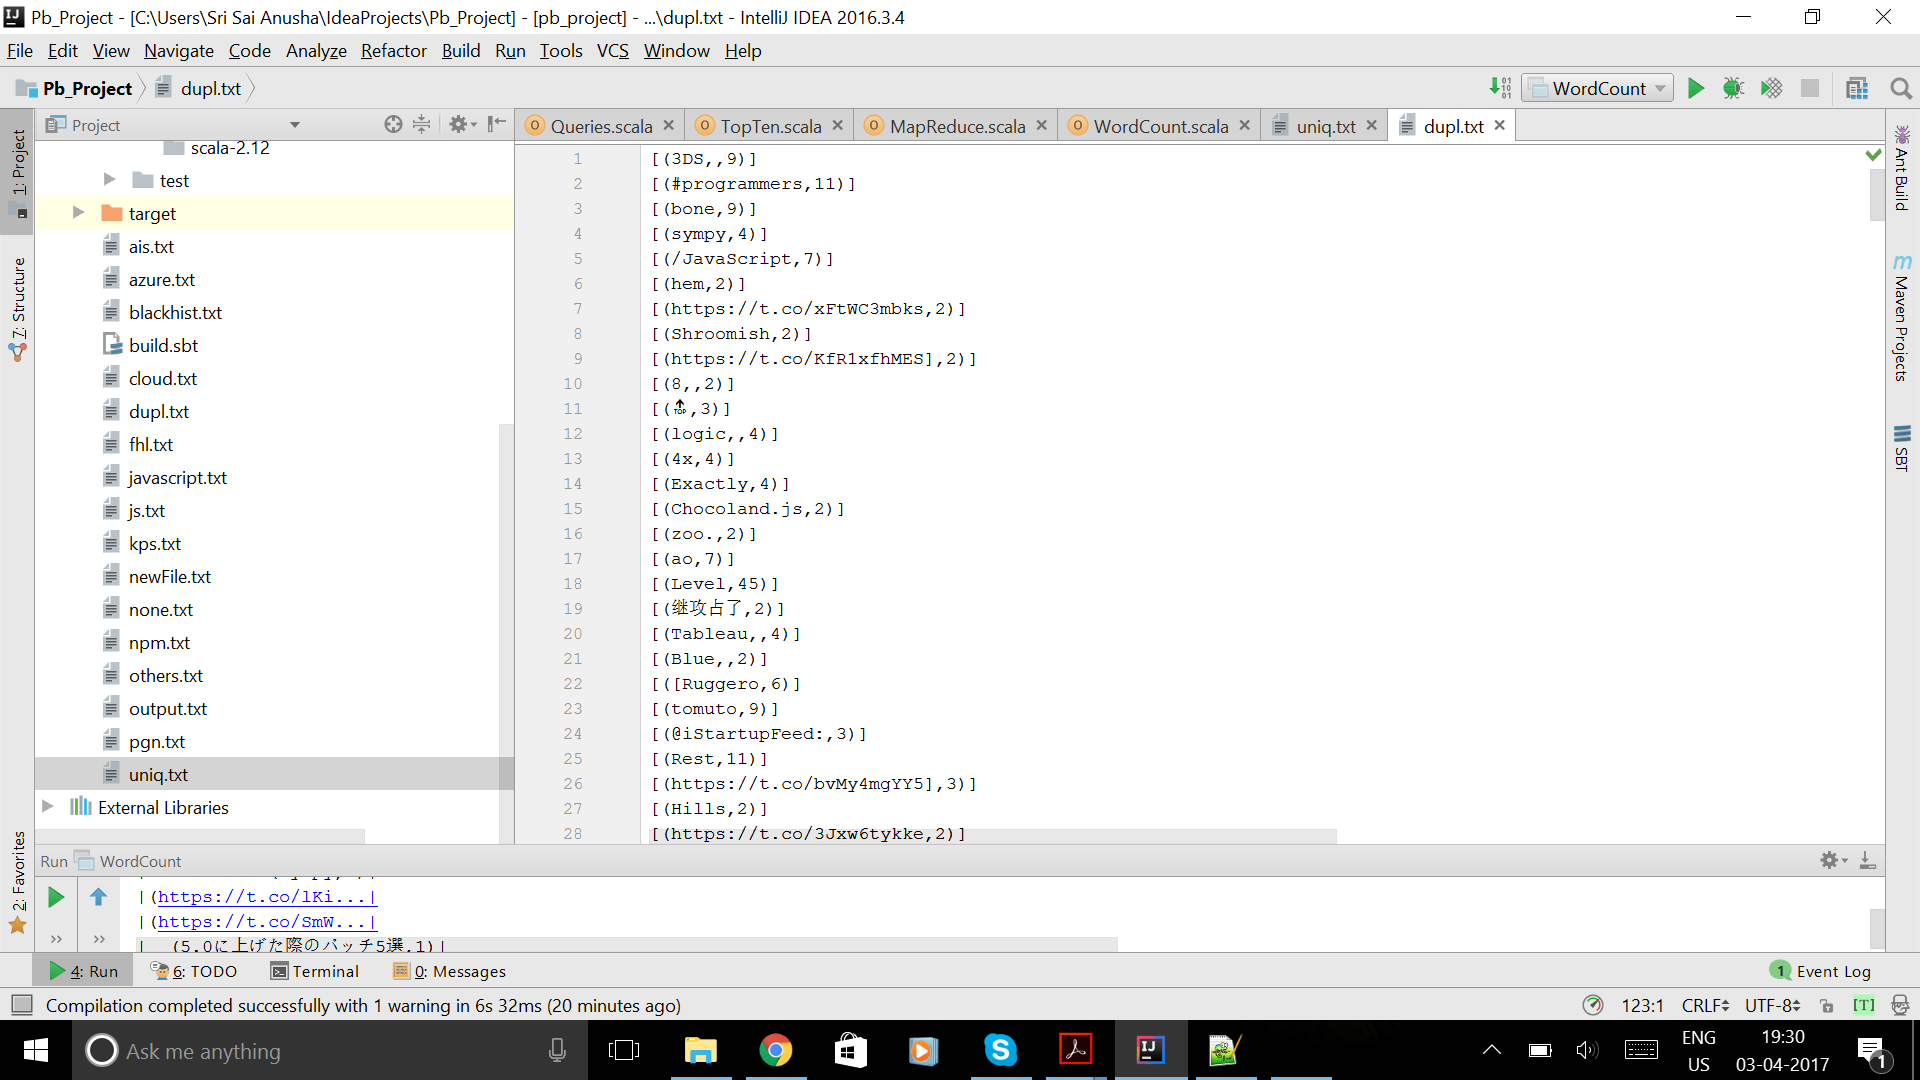 Pb_Project - [C:\Users\Sri Sai Anusha\IdeaProjects\Pb_Project] - [pb_project] - ...\dupl.txt - IntelliJ IDEA 2016.3.4
File Edit View Navigate Code Analyze Refactor Build Run Tools VCS Window Help
Pb_Project dupl.txt WordCount
Project
Queries.scala TopTen.scala MapReduce.scala WordCount.scala uniq.txt dupl.txt
1: Project
7: Structure
2: Favorites
scala-2.12
test
target
ais.txt
azure.txt
blackhist.txt
build.sbt
cloud.txt
dupl.txt
fhl.txt
javascript.txt
js.txt
kps.txt
newFile.txt
none.txt
npm.txt
others.txt
output.txt
pgn.txt
uniq.txt
External Libraries
1 [(3DS,,9)]
2 [(#programmers,11)]
3 [(bone,9)]
4 [(sympy,4)]
5 [(/JavaScript,7)]
6 [(hem,2)]
7 [(https://t.co/xFtWC3mbks,2)]
8 [(Shroomish,2)]
9 [(https://t.co/KfR1xfhMES],2)]
10 [(8,,2)]
11 [(🔝,3)]
12 [(logic,,4)]
13 [(4x,4)]
14 [(Exactly,4)]
15 [(Chocoland.js,2)]
16 [(zoo.,2)]
17 [(ao,7)]
18 [(Level,45)]
19 [(继攻占了,2)]
20 [(Tableau,,4)]
21 [(Blue,,2)]
22 [([Ruggero,6)]
23 [(tomuto,9)]
24 [(@iStartupFeed:,3)]
25 [(Rest,11)]
26 [(https://t.co/bvMy4mgYY5],3)]
27 [(Hills,2)]
28 [(https://t.co/3Jxw6tykke,2)]
Ant Build
Maven Projects
SBT
Run WordCount
|(https://t.co/lKi...|
|(https://t.co/SmW...|
| (5.0に上げた際のパッチ5選,1)|
4: Run 6: TODO Terminal 0: Messages 1 Event Log
Compilation completed successfully with 1 warning in 6s 32ms (20 minutes ago) 123:1 CRLF UTF-8 [T]
Ask me anything
ENG
US
19:30
03-04-2017
1